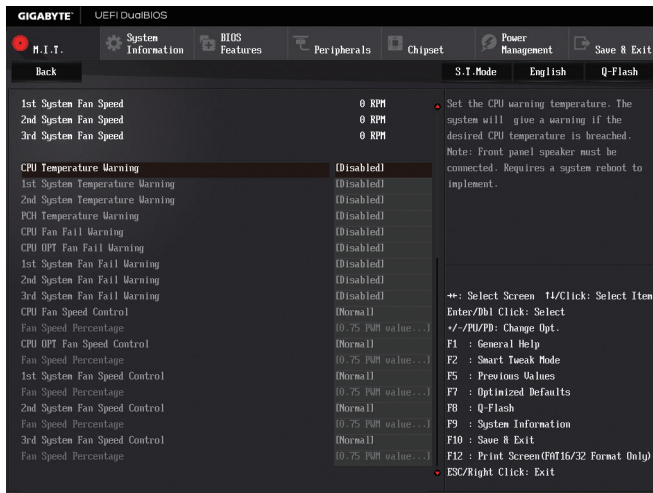 GIGABYTE™ UEFI DualBIOS
M.I.T. System Information BIOS Features Peripherals Chipset Power Management Save & Exit
Back S.T.Mode English Q-Flash
1st System Fan Speed 0 RPM
2nd System Fan Speed 0 RPM
3rd System Fan Speed 0 RPM
CPU Temperature Warning [Disabled]
1st System Temperature Warning [Disabled]
2nd System Temperature Warning [Disabled]
PCH Temperature Warning [Disabled]
CPU Fan Fail Warning [Disabled]
CPU OPT Fan Fail Warning [Disabled]
1st System Fan Fail Warning [Disabled]
2nd System Fan Fail Warning [Disabled]
3rd System Fan Fail Warning [Disabled]
CPU Fan Speed Control [Normal]
Fan Speed Percentage [0.75 PWM value...]
CPU OPT Fan Speed Control [Normal]
Fan Speed Percentage [0.75 PWM value...]
1st System Fan Speed Control [Normal]
Fan Speed Percentage [0.75 PWM value...]
2nd System Fan Speed Control [Normal]
Fan Speed Percentage [0.75 PWM value...]
3rd System Fan Speed Control [Normal]
Fan Speed Percentage [0.75 PWM value...]
Set the CPU warning temperature. The
system will give a warning if the
desired CPU temperature is breached.
Note: Front panel speaker must be
connected. Requires a system reboot to
implement.
→←: Select Screen ↑↓/Click: Select Item
Enter/Dbl Click: Select
+/-/PU/PD: Change Opt.
F1 : General Help
F2 : Smart Tweak Mode
F5 : Previous Values
F7 : Optimized Defaults
F8 : Q-Flash
F9 : System Information
F10 : Save & Exit
F12 : Print Screen(FAT16/32 Format Only)
ESC/Right Click: Exit